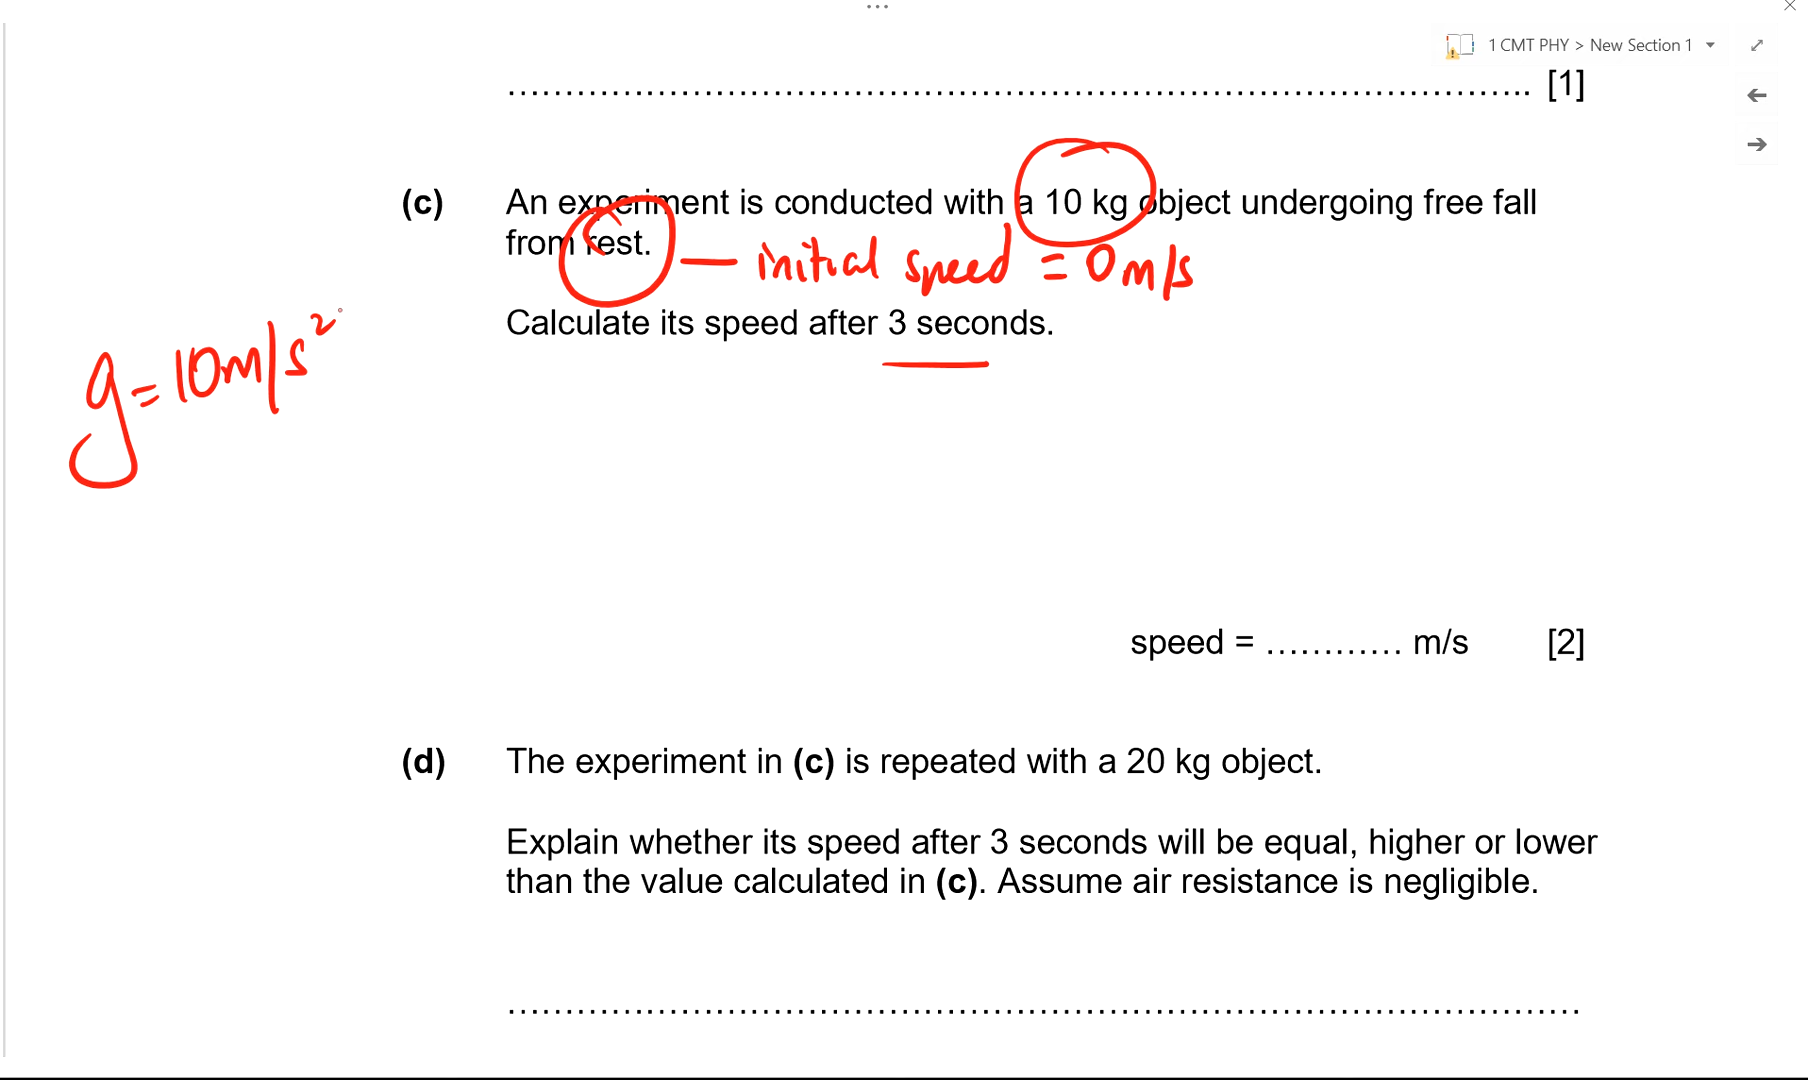 1 CMT PHY > New Section 1
[1]
(c) An experiment is conducted with a 10 kg object undergoing free fall
from rest. — initial speed = 0 m/s
Calculate its speed after 3 seconds.
g = 10 m/s²
speed = ………… m/s [2]
(d) The experiment in (c) is repeated with a 20 kg object.
Explain whether its speed after 3 seconds will be equal, higher or lower
than the value calculated in (c). Assume air resistance is negligible.